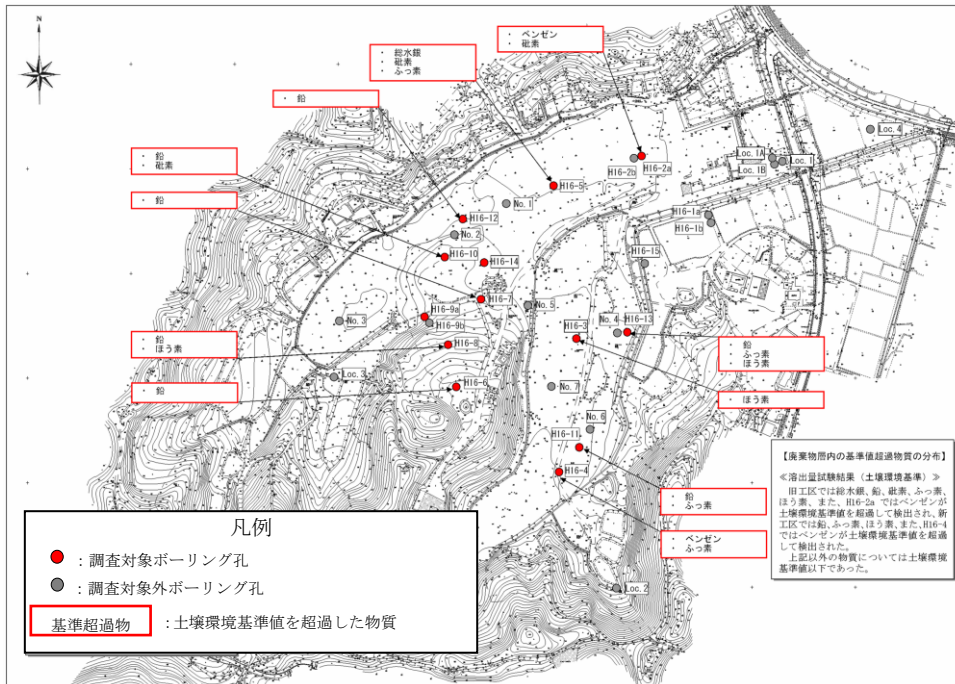 N
・ ベンゼン
・ 砒素
・ 総水銀
・ 砒素
・ ふっ素
・ 鉛
・ 鉛
・ 砒素
・ 鉛
・ 鉛
・ ほう素
・ 鉛
Loc. 4
Loc. 1A
Loc. 1
Loc. 1B
H16-2b
H16-2a
H16-5
No. 1
H16-1a
H16-1b
H16-12
No. 2
H16-10
H16-14
H16-15
H16-7
No. 5
H16-9a
H16-9b
No. 3
No. 4
H16-13
H16-3
H16-8
Loc. 3
H16-6
No. 7
No. 6
H16-11
H16-4
Loc. 2
・ 鉛
・ ふっ素
・ ほう素
・ ほう素
・ 鉛
・ ふっ素
・ ベンゼン
・ ふっ素
【廃棄物層内の基準値超過物質の分布】
≪溶出量試験結果（土壌環境基準）≫
旧工区では総水銀、鉛、砒素、ふっ素、
ほう素、また、H16-2a ではベンゼンが
土壌環境基準値を超過して検出され、新
工区では鉛、ふっ素、ほう素、また、H16-4
ではベンゼンが土壌環境基準値を超過
して検出された。
上記以外の物質については土壌環境
基準値以下であった。
凡例
：調査対象ボーリング孔
：調査対象外ボーリング孔
基準超過物 ：土壌環境基準値を超過した物質